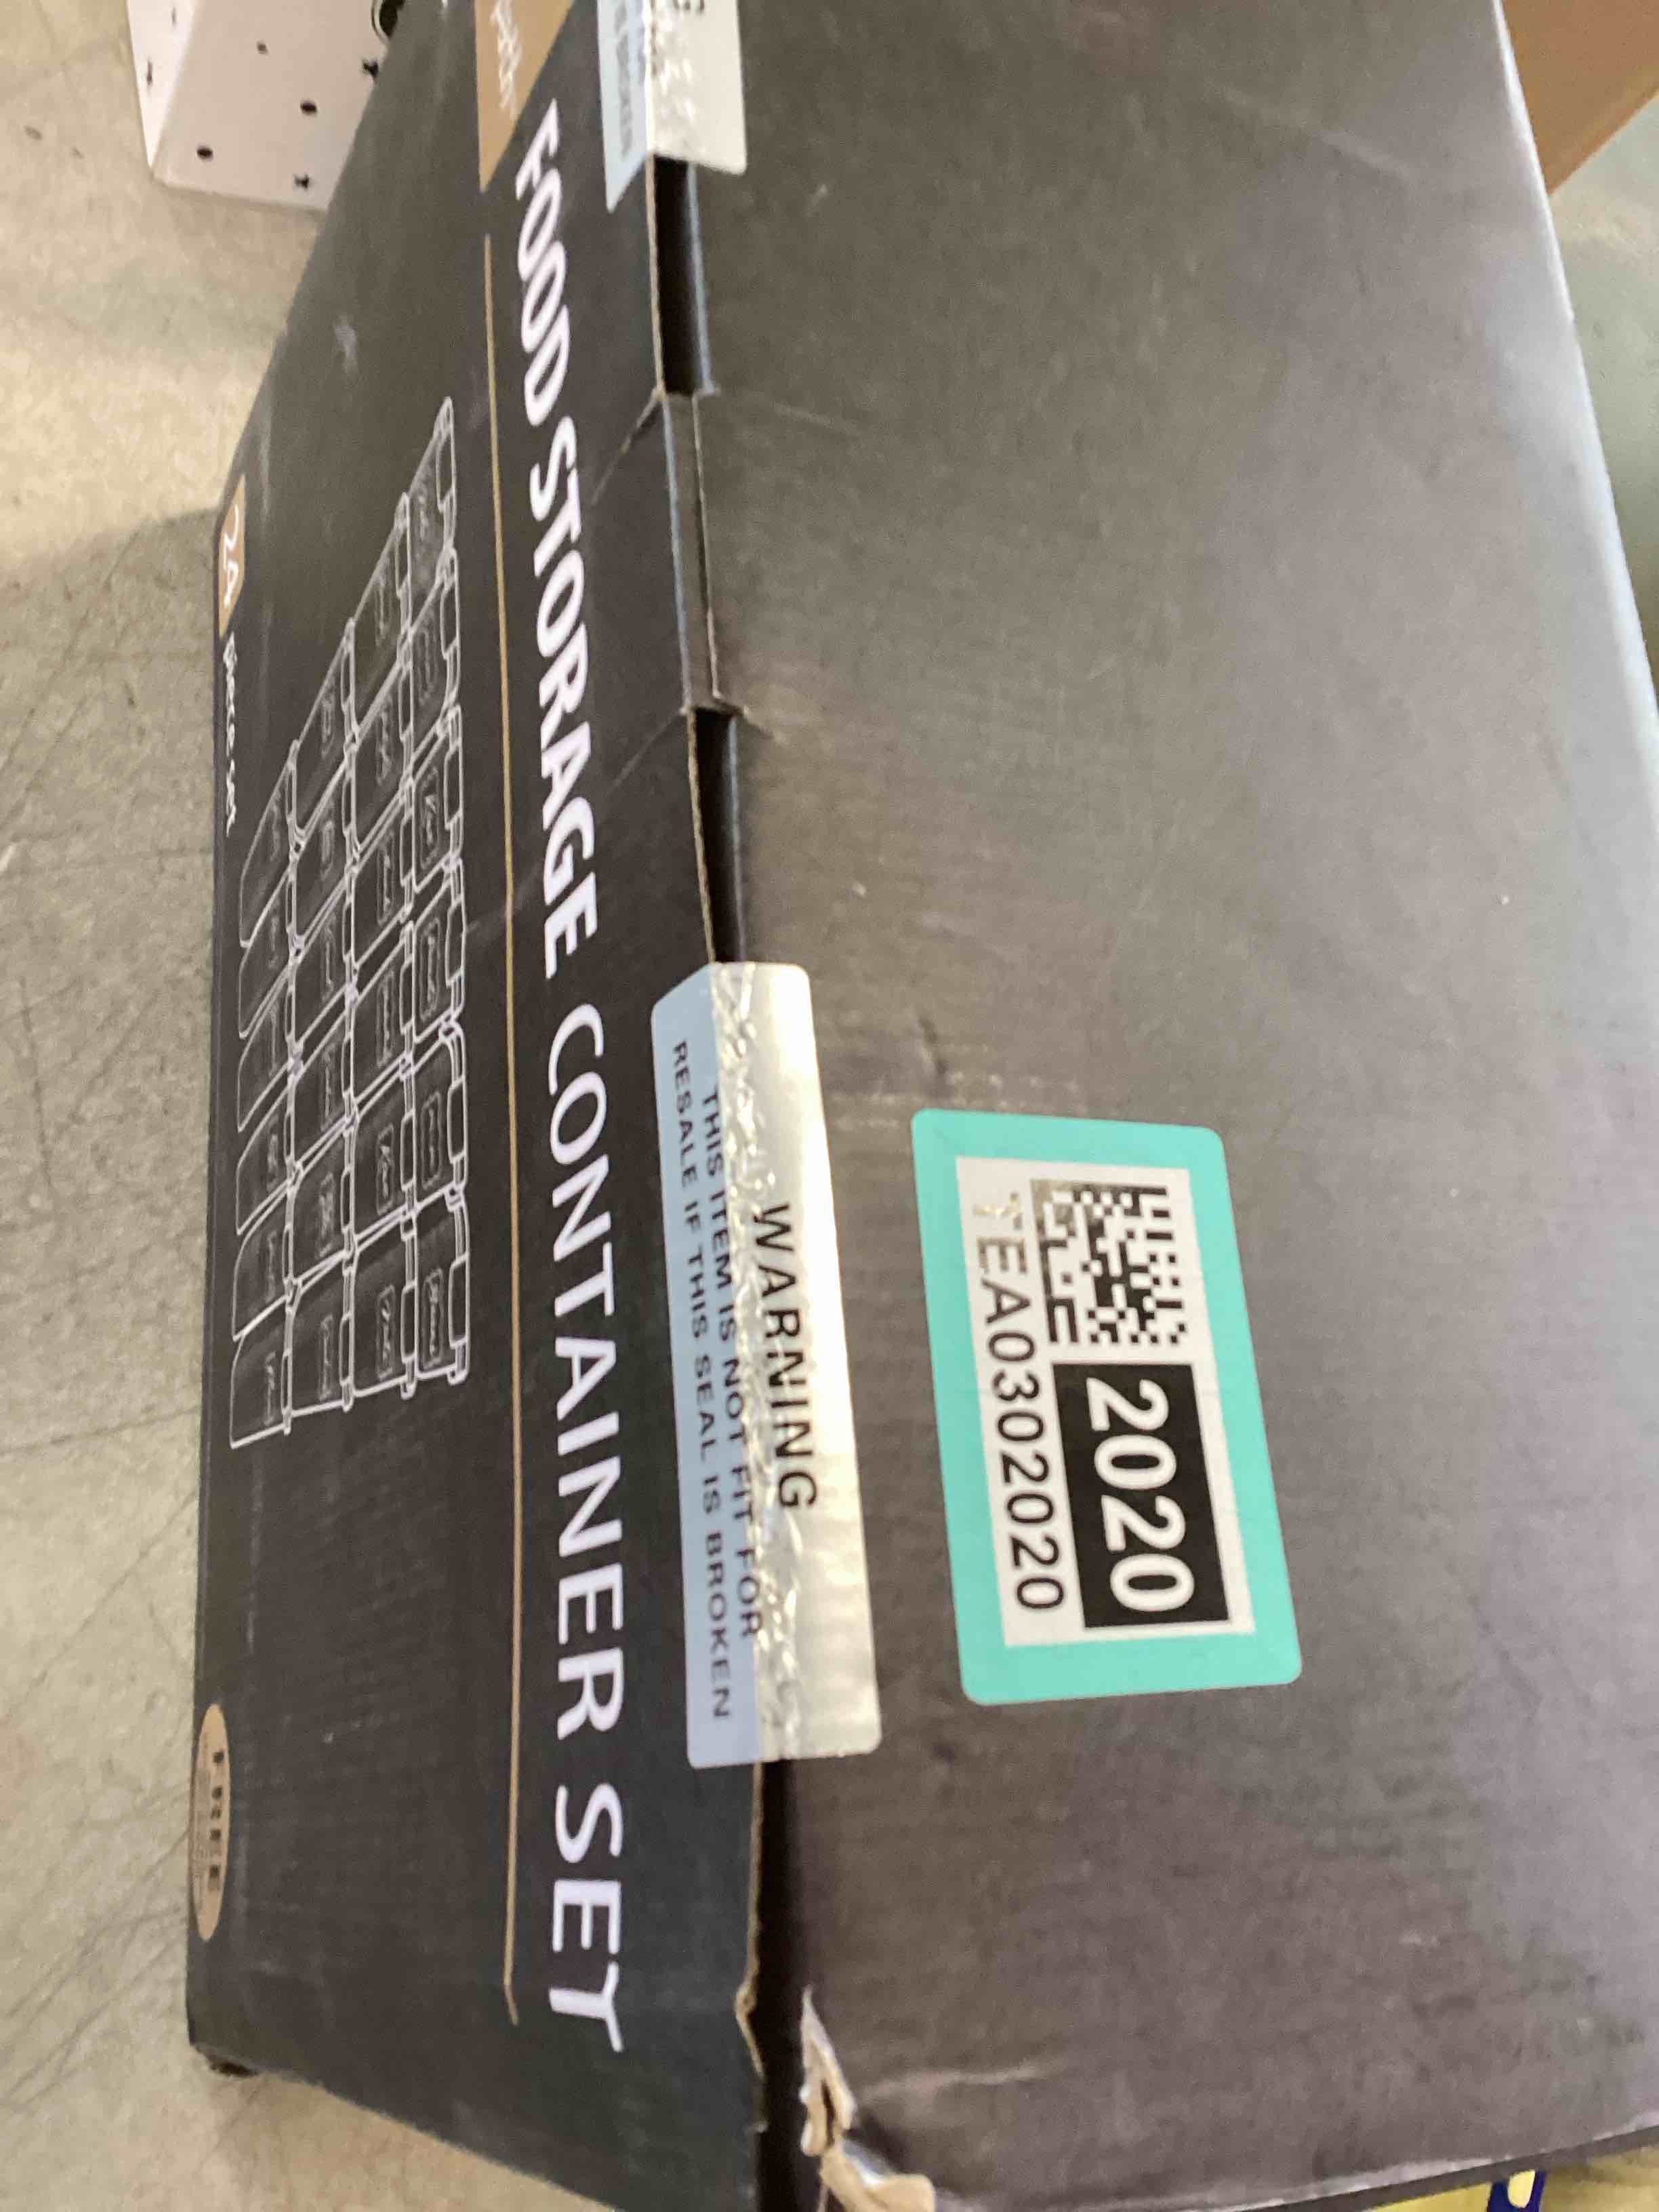 FOOD STORAGE CONTAINER SET
24
WARNING
THIS ITEM IS NOT FIT FOR
RESALE IF THIS SEAL IS BROKEN
2020
TEA0302020